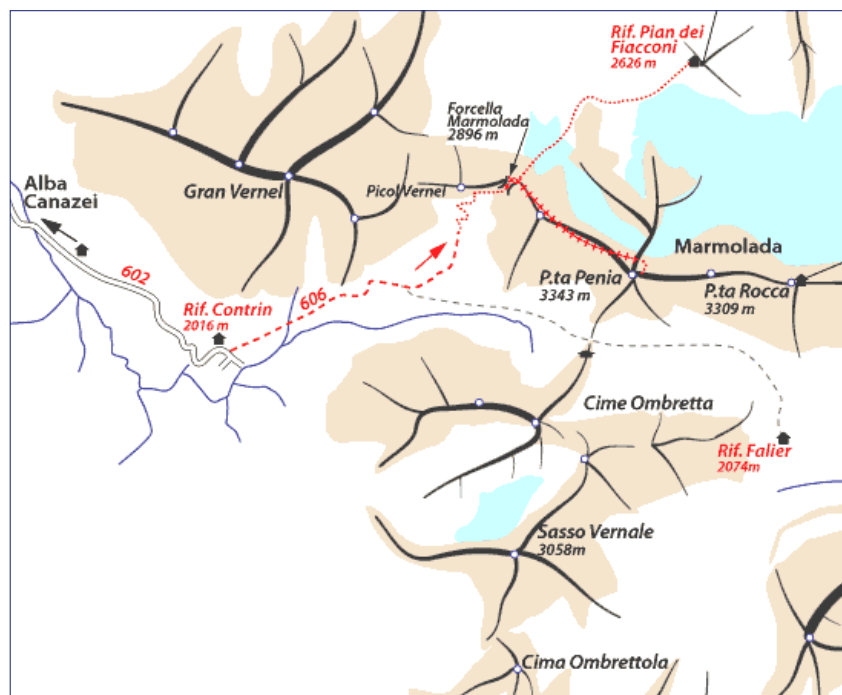 Rif. Pian dei
Fiacconi
2626 m
Forcella
Marmolada
2896 m
Alba
Canazei
Gran Vernel
Picol Vernel
602
606
Rif. Contrin
2016 m
Marmolada
P.ta Penia
3343 m
P.ta Rocca
3309 m
Cime Ombretta
Rif. Falier
2074m
Sasso Vernale
3058m
Cima Ombrettola